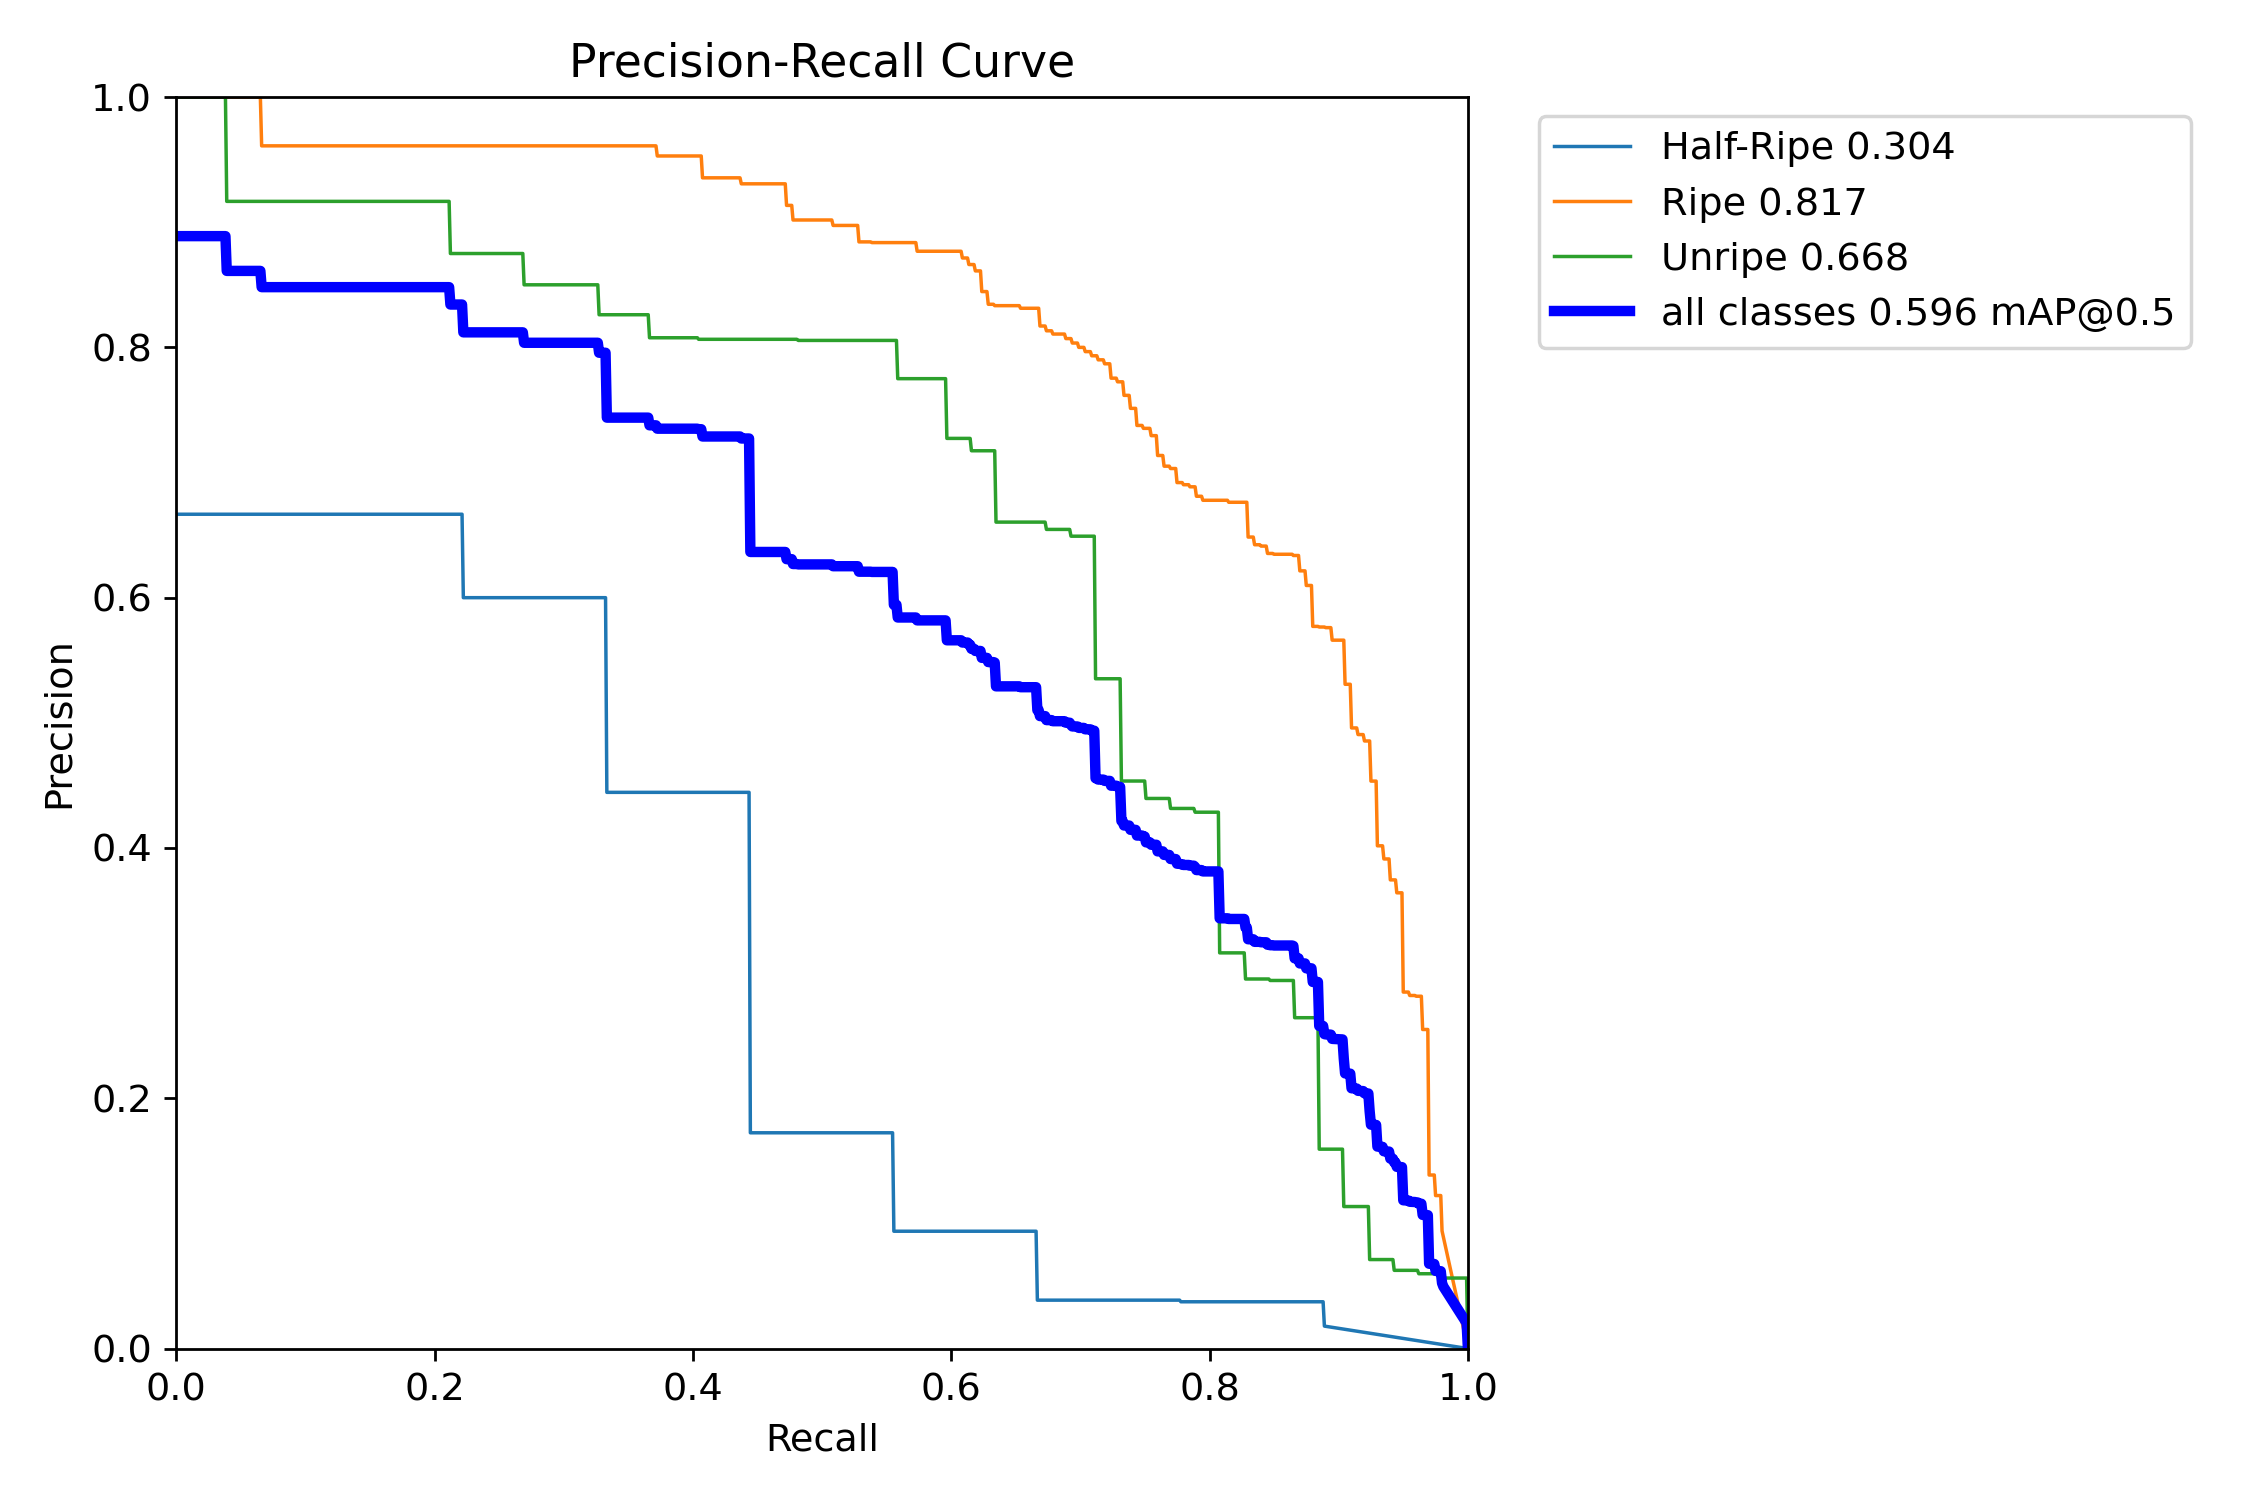 Precision-Recall Curve
1.0
0.8
0.6
0.4
0.2
0.0
Precision
0.0 0.2 0.4 0.6 0.8 1.0
Recall
Half-Ripe 0.304
Ripe 0.817
Unripe 0.668
all classes 0.596 mAP@0.5